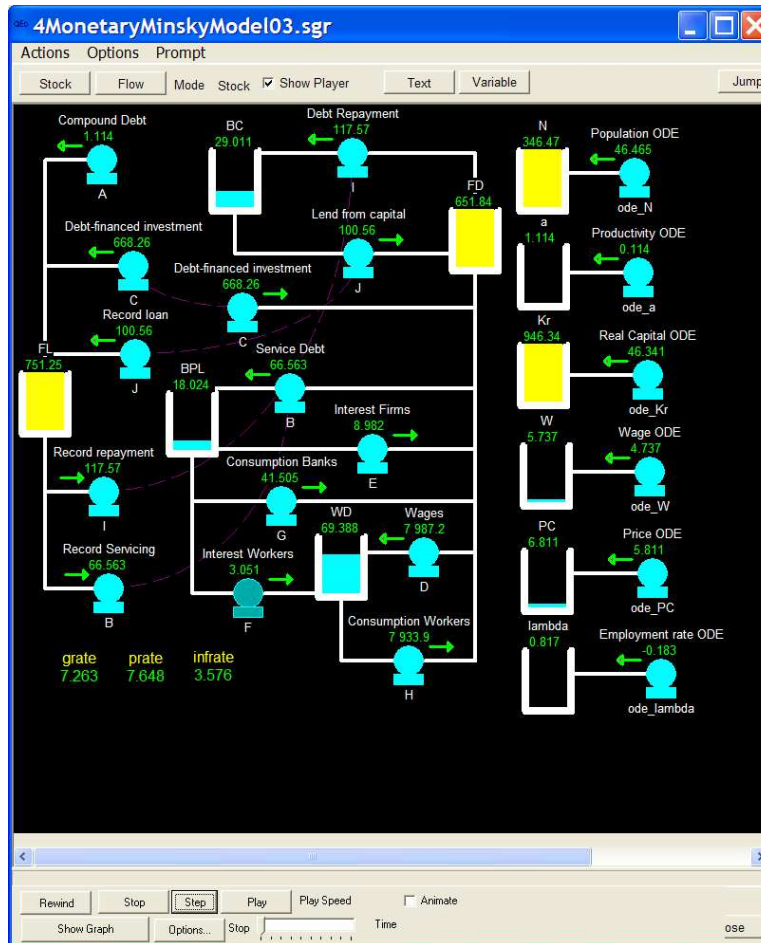 4MonetaryMinskyModel03.sgr
Actions Options Prompt
Stock Flow Mode Stock Show Player Text Variable Jump
Compound Debt
1.114
A
BC
29.011
Debt Repayment
117.57
I
FD
651.84
Debt-financed investment
668.26
C
Lend from capital
100.56
J
Debt-financed investment
668.26
C
Record loan
100.56
J
FL
751.25
BPL
18.024
Service Debt
66.563
B
Interest Firms
8.982
E
Record repayment
117.57
I
Consumption Banks
41.505
G
WD
69.388
Wages
7 987.2
D
Record Servicing
66.563
B
Interest Workers
3.051
F
Consumption Workers
7 933.9
H
grate prate infrate
7.263 7.648 3.576
N
346.47
Population ODE
46.465
ode_N
a
1.114
Productivity ODE
0.114
ode_a
Kr
946.34
Real Capital ODE
46.341
ode_Kr
W
5.737
Wage ODE
4.737
ode_W
PC
6.811
Price ODE
5.811
ode_PC
lambda
0.817
Employment rate ODE
-0.183
ode_lambda
Rewind Stop Step Play Play Speed Animate
Show Graph Options... Stop Time ose